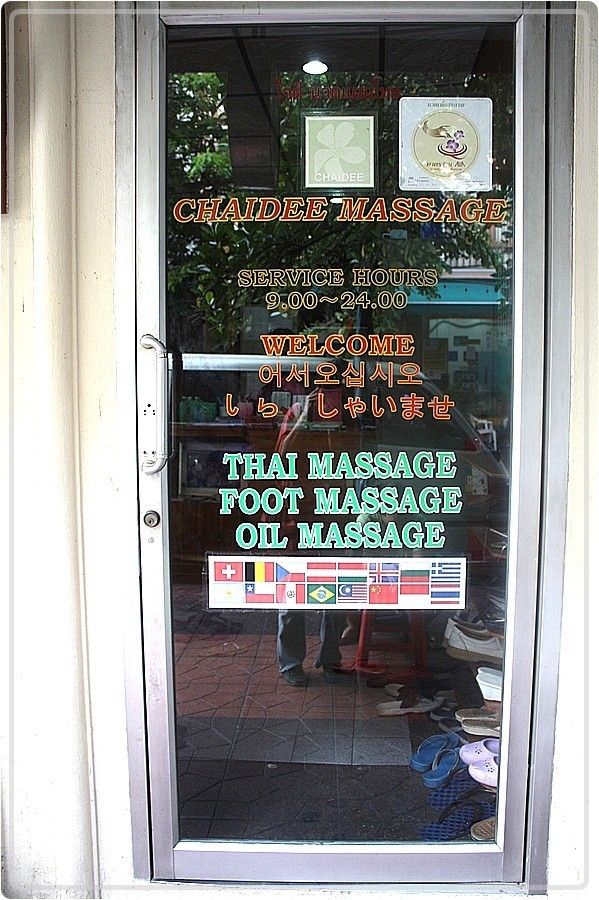 CHAIDEE
CHAIDEE MASSAGE
SERVICE HOURS
9.00~24.00
WELCOME
어서오십시오
いらっしゃいませ
THAI MASSAGE
FOOT MASSAGE
OIL MASSAGE